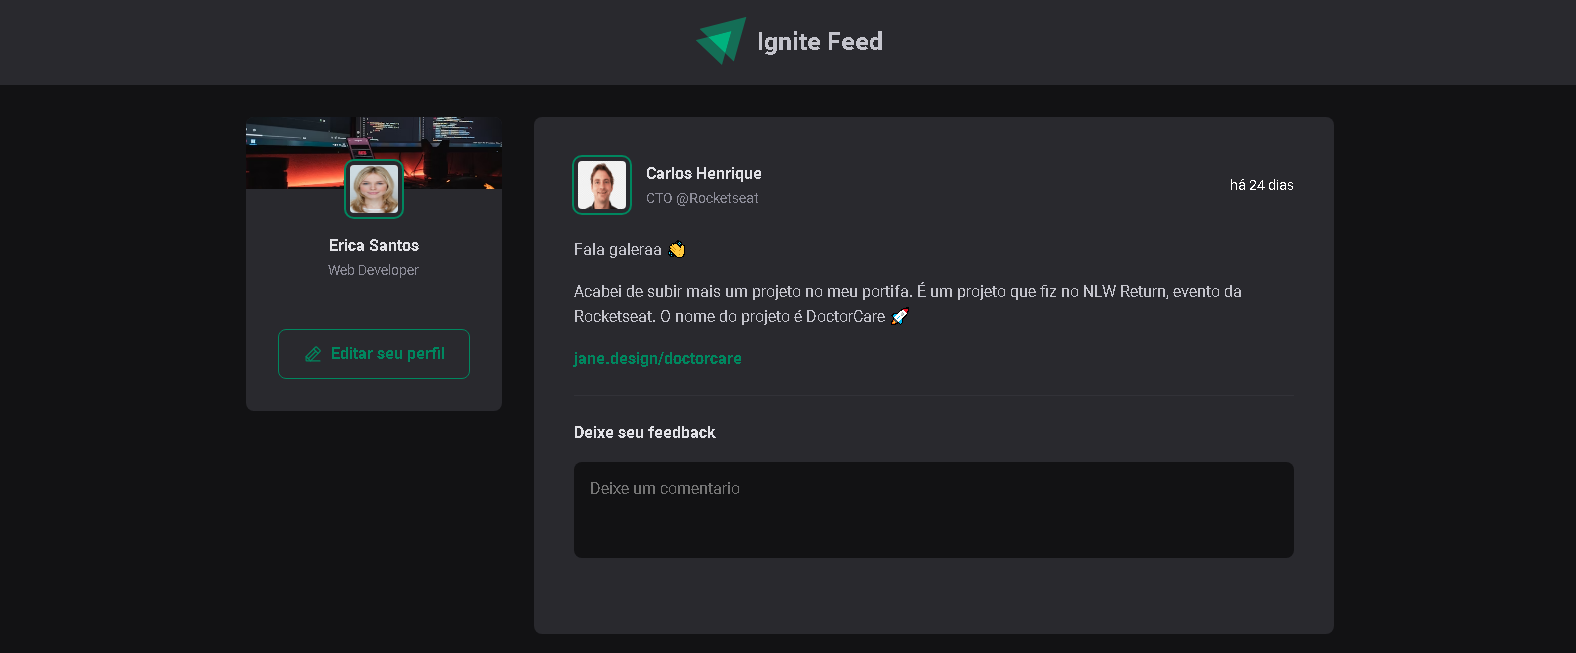 Ignite Feed
Erica Santos
Web Developer
Editar seu perfil
Carlos Henrique
CTO @Rocketseat
há 24 dias
Fala galeraa 👋
Acabei de subir mais um projeto no meu portifa. É um projeto que fiz no NLW Return, evento da
Rocketseat. O nome do projeto é DoctorCare 🚀
jane.design/doctorcare
Deixe seu feedback
Deixe um comentario